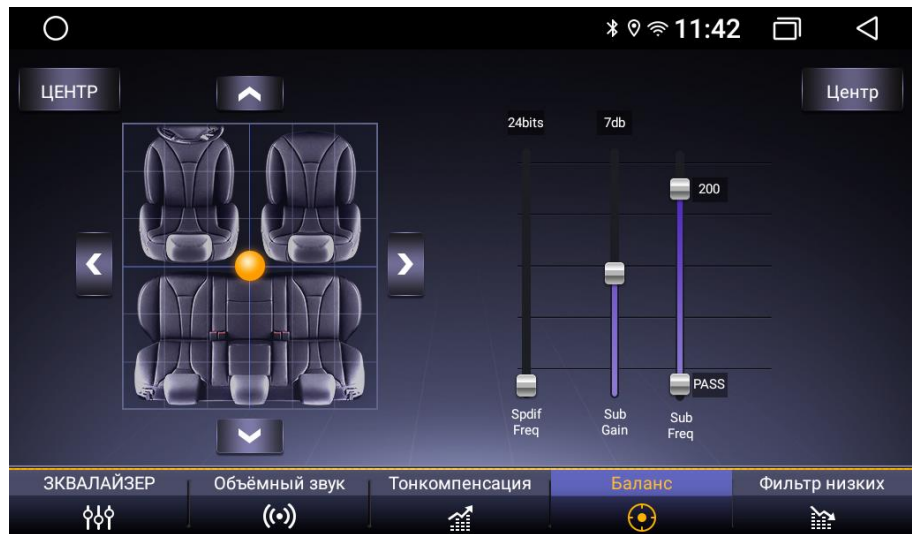 11:42
ЦЕНТР
Центр
24bits
7db
200
PASS
Spdif
Freq
Sub
Gain
Sub
Freq
ЗКВАЛАЙЗЕР
Объёмный звук
Тонкомпенсация
Баланс
Фильтр низких